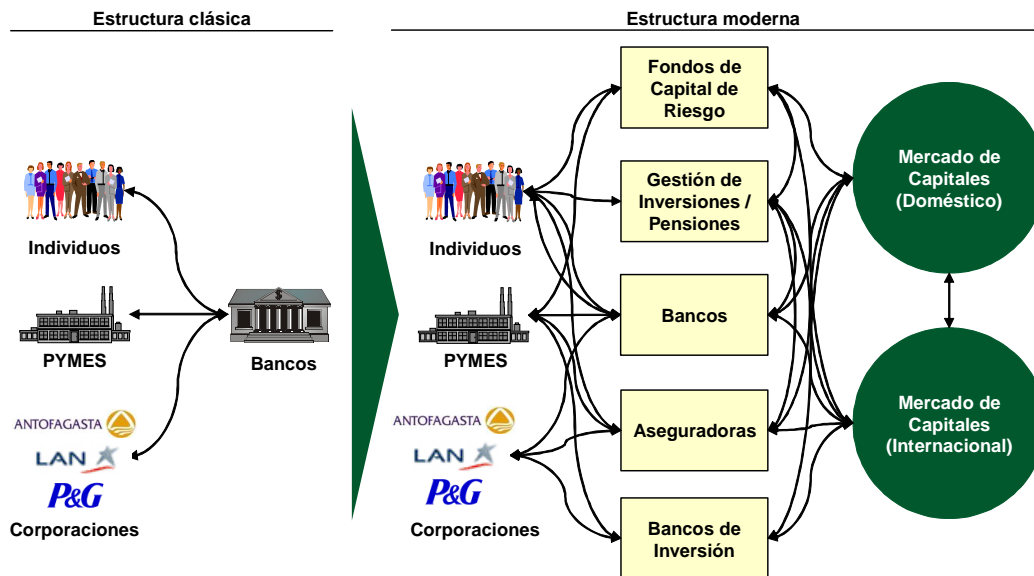 Estructura clásica
Individuos
$
PYMES
Bancos
ANTOFAGASTA
LAN
P&G
Corporaciones
Estructura moderna
Individuos
PYMES
ANTOFAGASTA
LAN
P&G
Corporaciones
Fondos de
Capital de
Riesgo
Gestión de
Inversiones /
Pensiones
Bancos
Aseguradoras
Bancos de
Inversión
Mercado de
Capitales
(Doméstico)
Mercado de
Capitales
(Internacional)